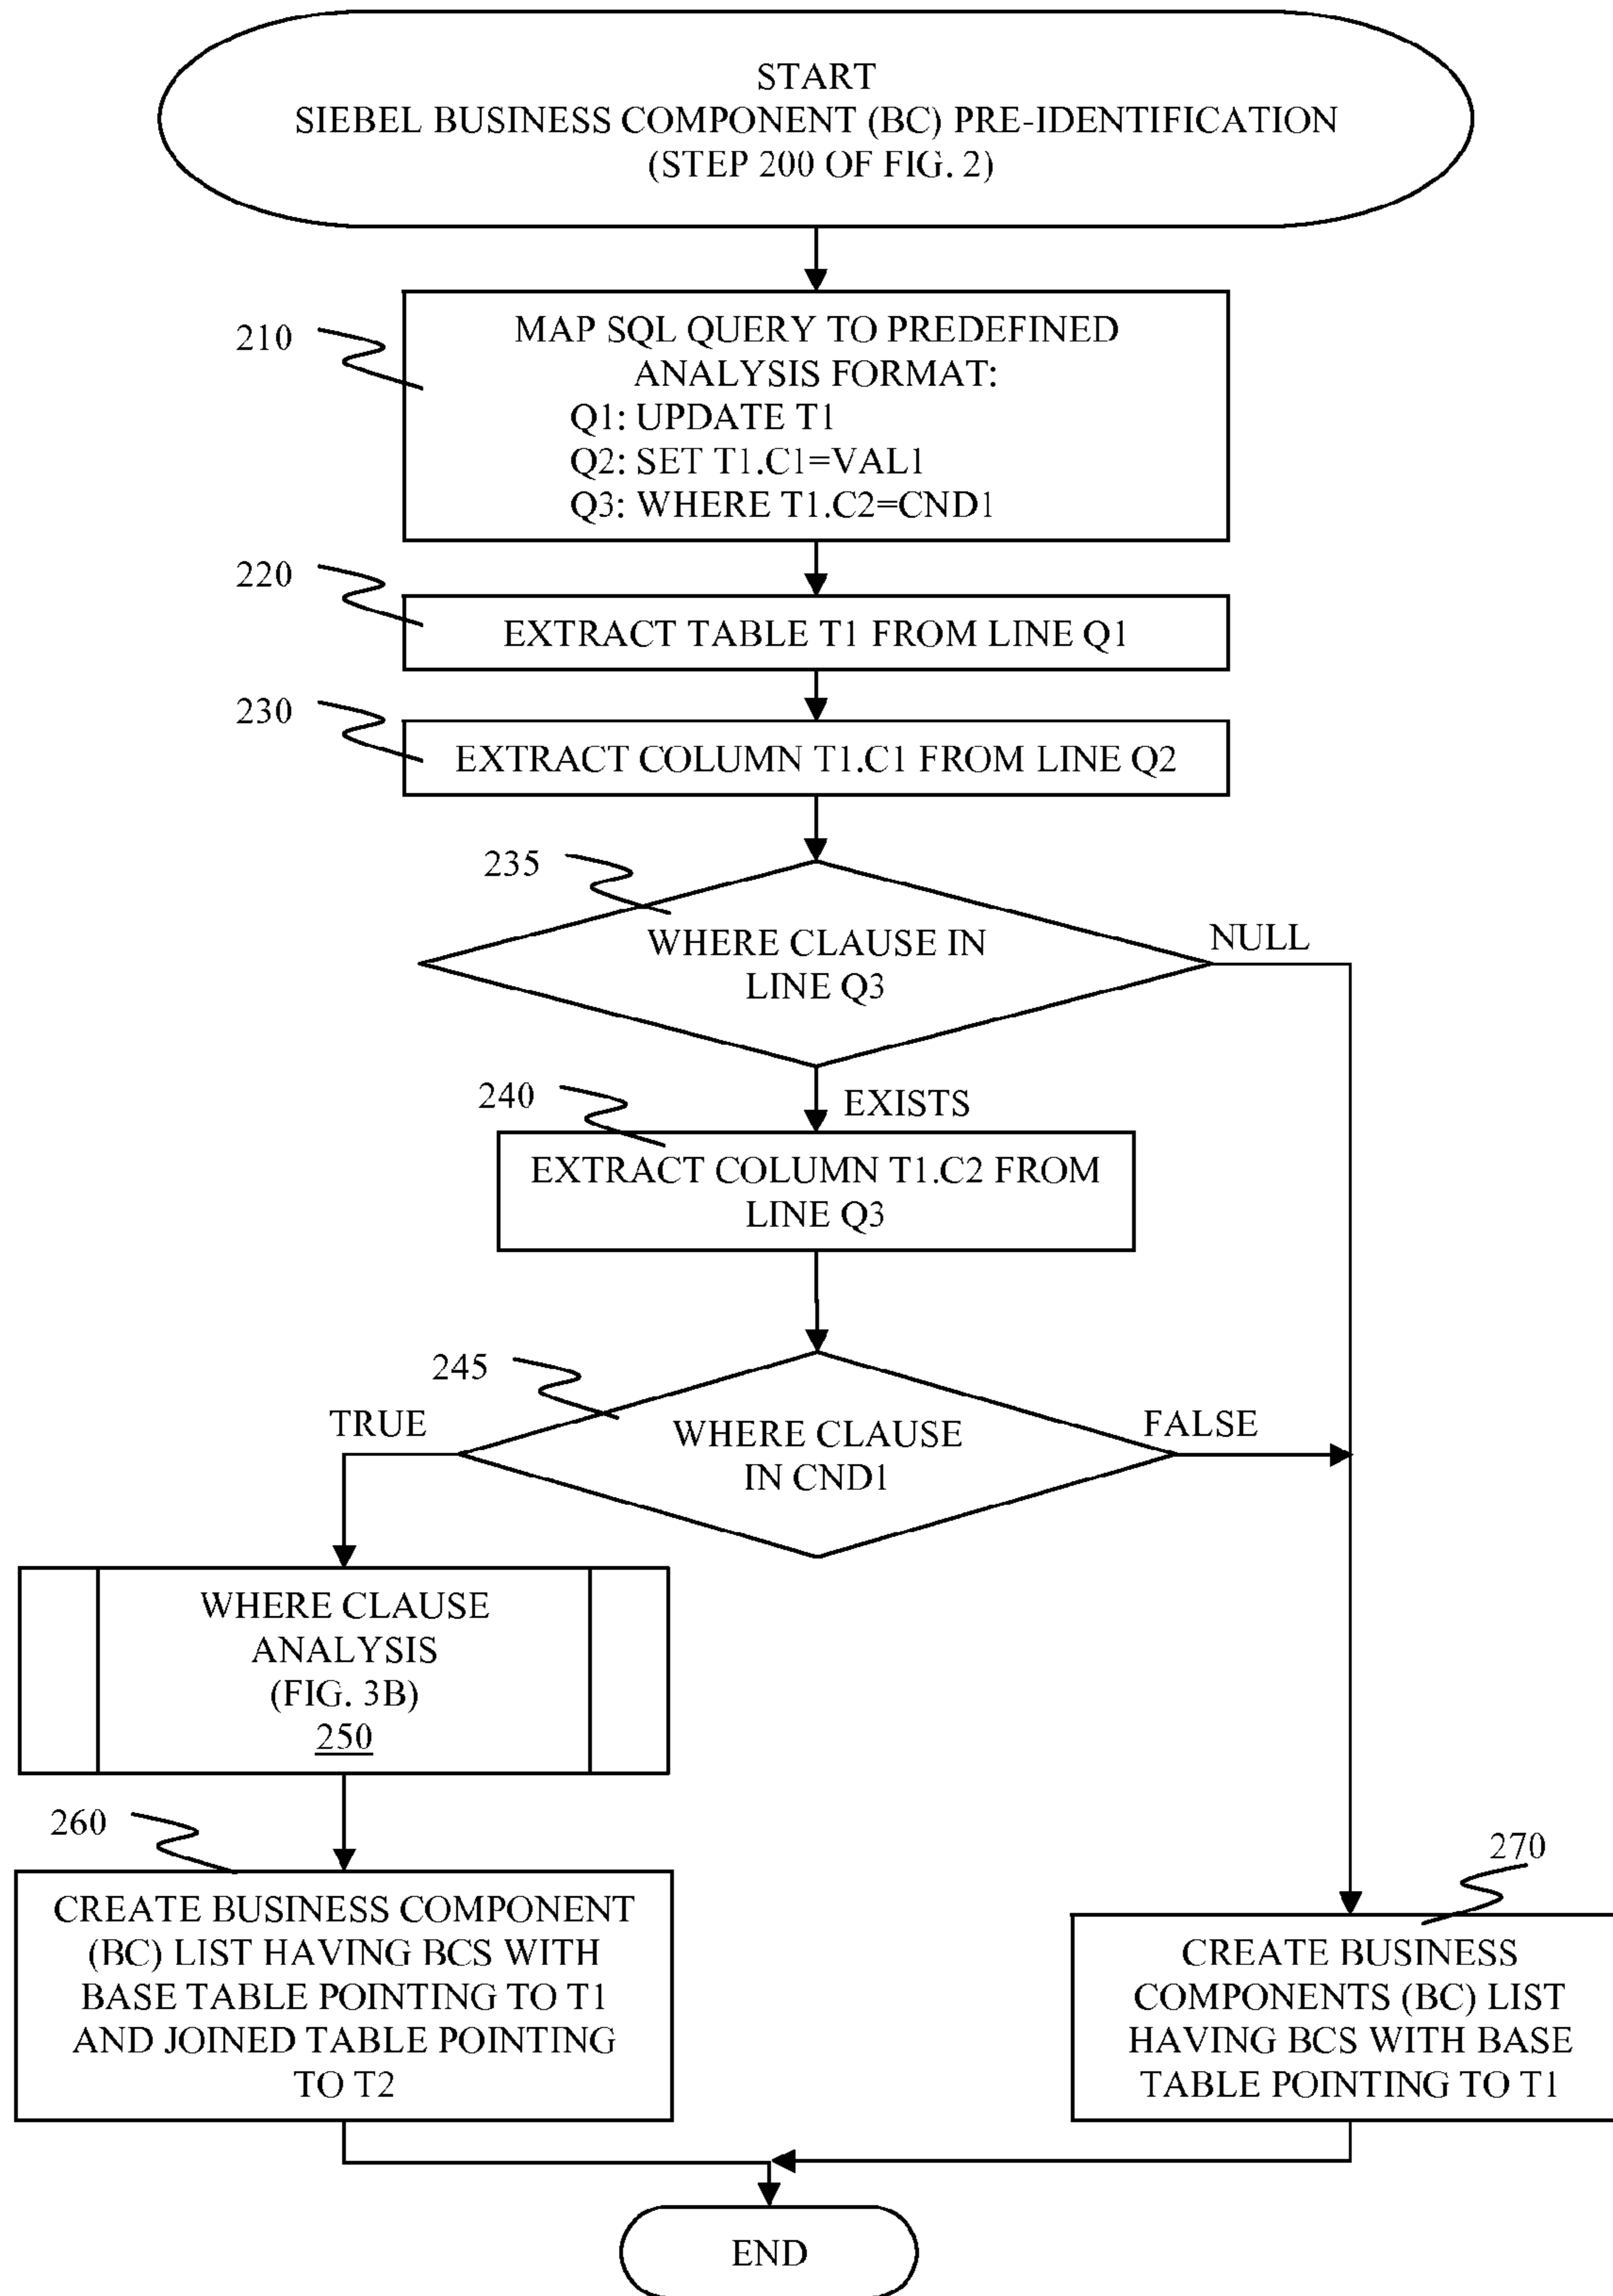 START
SIEBEL BUSINESS COMPONENT (BC) PRE-IDENTIFICATION
(STEP 200 OF FIG. 2)
210
MAP SQL QUERY TO PREDEFINED
ANALYSIS FORMAT:
Q1: UPDATE T1
Q2: SET T1.C1=VAL1
Q3: WHERE T1.C2=CND1
220
EXTRACT TABLE T1 FROM LINE Q1
230
EXTRACT COLUMN T1.C1 FROM LINE Q2
235
WHERE CLAUSE IN
LINE Q3
NULL
EXISTS
240
EXTRACT COLUMN T1.C2 FROM
LINE Q3
245
TRUE
WHERE CLAUSE
IN CND1
FALSE
WHERE CLAUSE
ANALYSIS
(FIG. 3B)
250
260
CREATE BUSINESS COMPONENT
(BC) LIST HAVING BCS WITH
BASE TABLE POINTING TO T1
AND JOINED TABLE POINTING
TO T2
270
CREATE BUSINESS
COMPONENTS (BC) LIST
HAVING BCS WITH BASE
TABLE POINTING TO T1
END